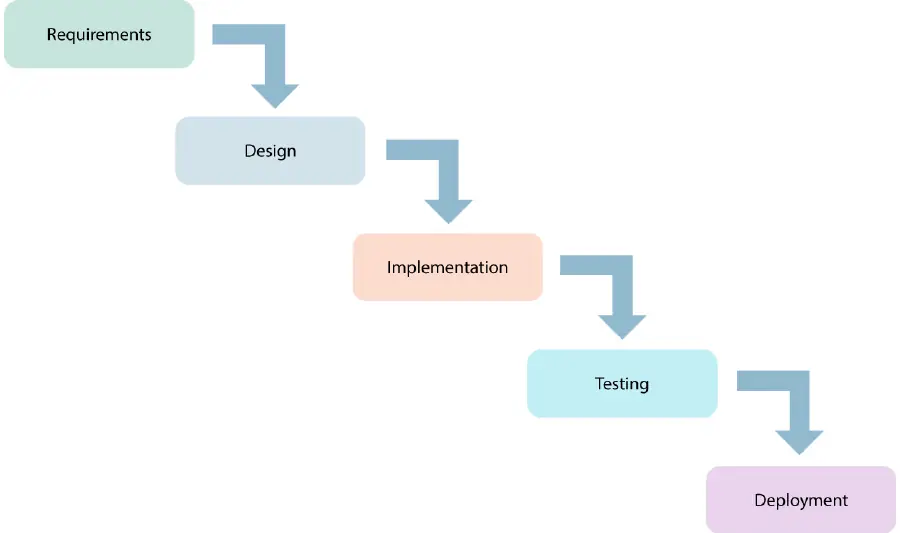 Requirements
Design
Implementation
Testing
Deployment